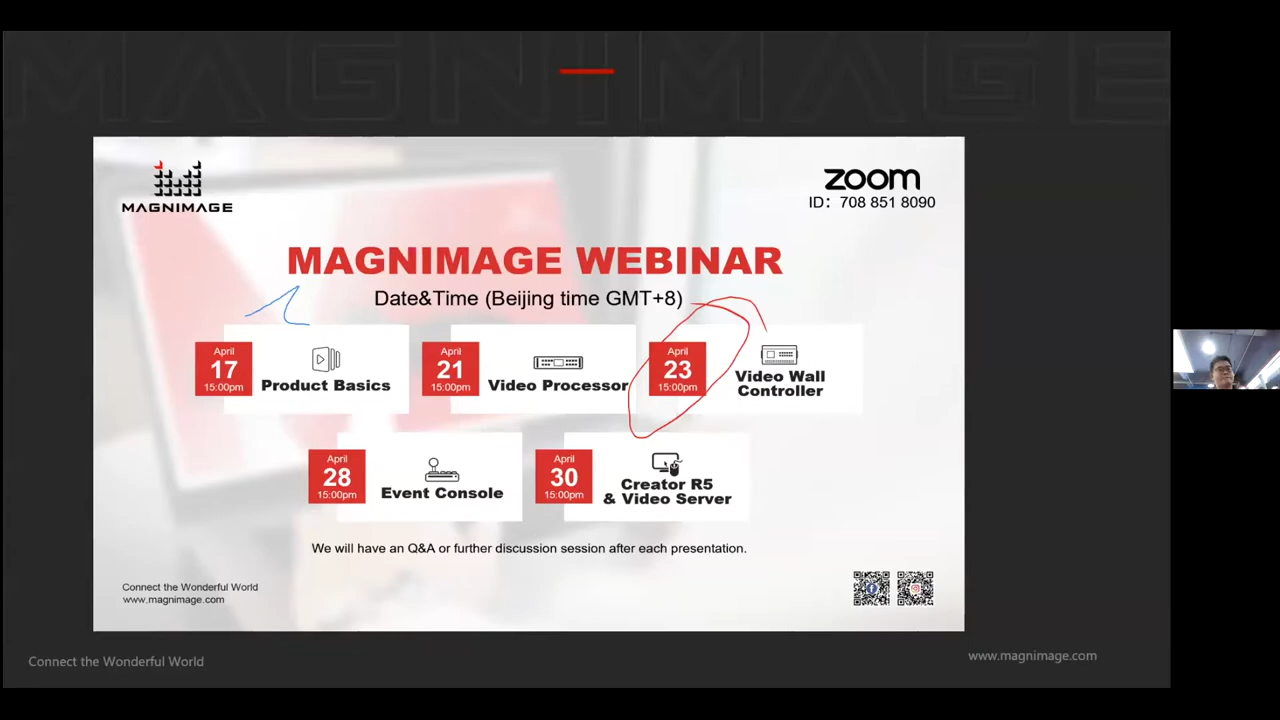 MAGNIMAGE
MAGNIMAGE
zoom
ID：708 851 8090
MAGNIMAGE WEBINAR
Date&Time (Beijing time GMT+8)
April
17
15:00pm
Product Basics
April
21
15:00pm
Video Processor
April
23
15:00pm
Video Wall
Controller
April
28
15:00pm
Event Console
April
30
15:00pm
Creator R5
& Video Server
We will have an Q&A or further discussion session after each presentation.
Connect the Wonderful World
www.magnimage.com
Connect the Wonderful World
www.magnimage.com